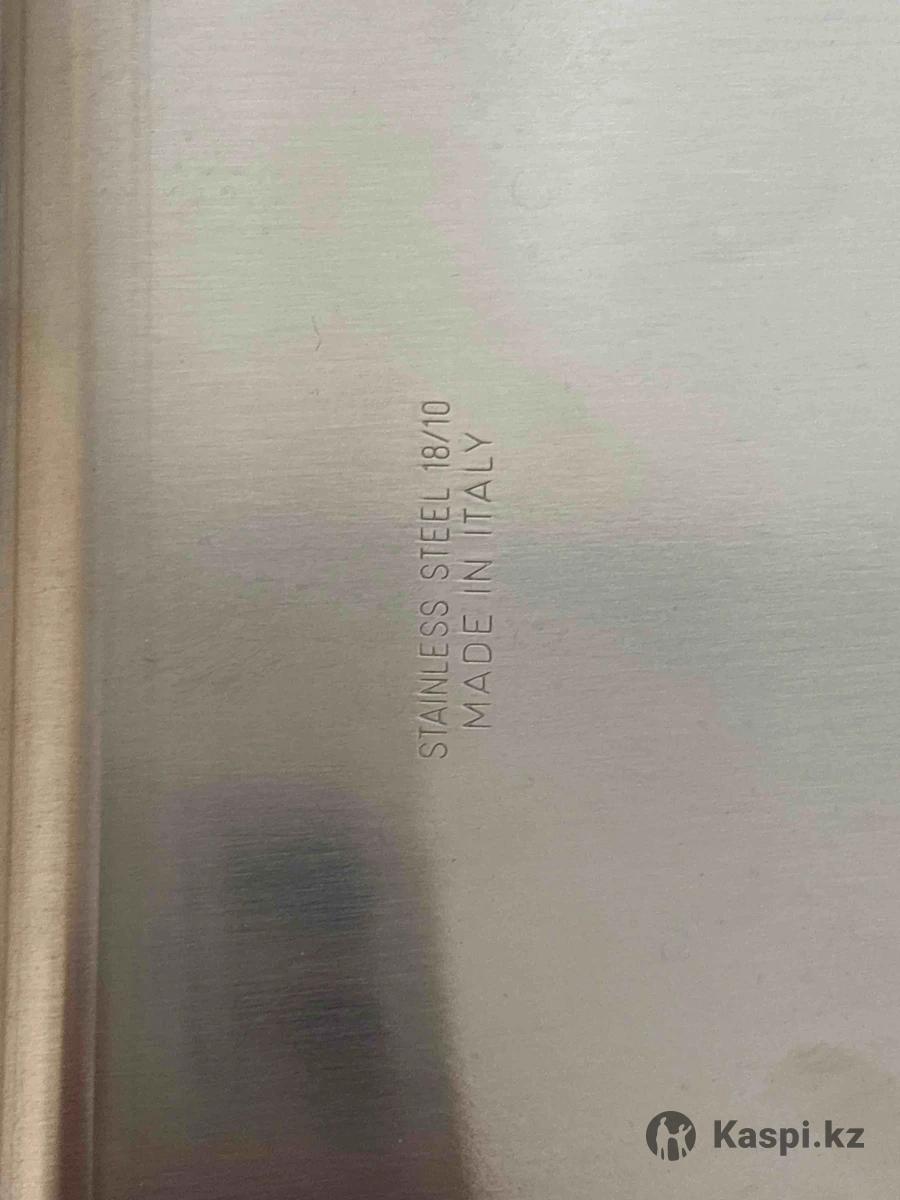 STAINLESS STEEL 18/10
MADE IN ITALY
Kaspi.kz